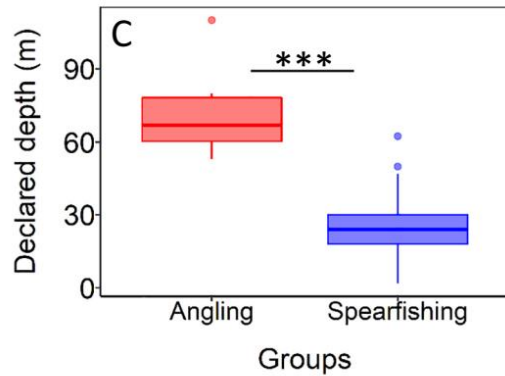 C
***
Declared depth (m)
90
60
30
0
Angling Spearfishing
Groups